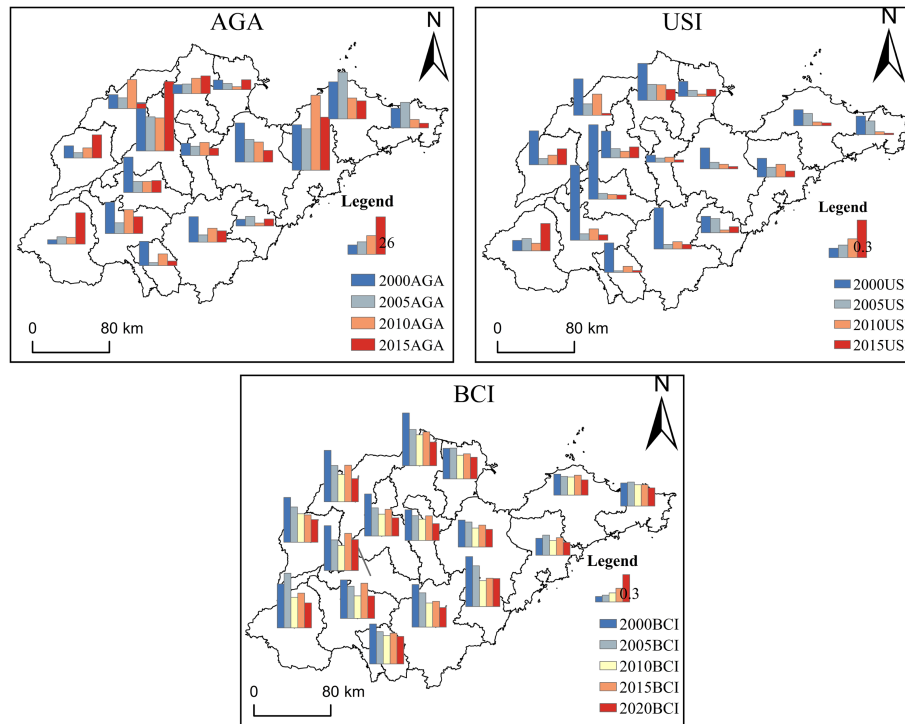 AGA
N
Legend
26
2000AGA
2005AGA
2010AGA
2015AGA
0 80 km
USI
N
Legend
0.3
2000US
2005US
2010US
2015US
0 80 km
BCI
N
Legend
0.3
2000BCI
2005BCI
2010BCI
2015BCI
2020BCI
0 80 km